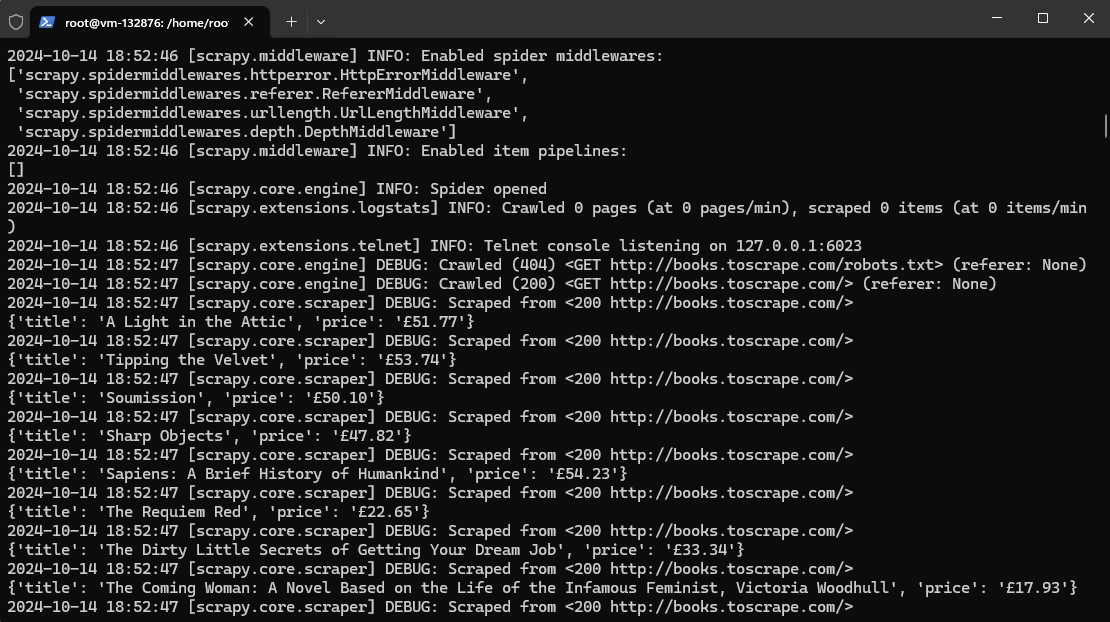 root@vm-132876: /home/roo
2024-10-14 18:52:46 [scrapy.middleware] INFO: Enabled spider middlewares:
['scrapy.spidermiddlewares.httperror.HttpErrorMiddleware',
 'scrapy.spidermiddlewares.referer.RefererMiddleware',
 'scrapy.spidermiddlewares.urllength.UrlLengthMiddleware',
 'scrapy.spidermiddlewares.depth.DepthMiddleware']
2024-10-14 18:52:46 [scrapy.middleware] INFO: Enabled item pipelines:
[]
2024-10-14 18:52:46 [scrapy.core.engine] INFO: Spider opened
2024-10-14 18:52:46 [scrapy.extensions.logstats] INFO: Crawled 0 pages (at 0 pages/min), scraped 0 items (at 0 items/min
)
2024-10-14 18:52:46 [scrapy.extensions.telnet] INFO: Telnet console listening on 127.0.0.1:6023
2024-10-14 18:52:47 [scrapy.core.engine] DEBUG: Crawled (404) <GET http://books.toscrape.com/robots.txt> (referer: None)
2024-10-14 18:52:47 [scrapy.core.engine] DEBUG: Crawled (200) <GET http://books.toscrape.com/> (referer: None)
2024-10-14 18:52:47 [scrapy.core.scraper] DEBUG: Scraped from <200 http://books.toscrape.com/>
{'title': 'A Light in the Attic', 'price': '£51.77'}
2024-10-14 18:52:47 [scrapy.core.scraper] DEBUG: Scraped from <200 http://books.toscrape.com/>
{'title': 'Tipping the Velvet', 'price': '£53.74'}
2024-10-14 18:52:47 [scrapy.core.scraper] DEBUG: Scraped from <200 http://books.toscrape.com/>
{'title': 'Soumission', 'price': '£50.10'}
2024-10-14 18:52:47 [scrapy.core.scraper] DEBUG: Scraped from <200 http://books.toscrape.com/>
{'title': 'Sharp Objects', 'price': '£47.82'}
2024-10-14 18:52:47 [scrapy.core.scraper] DEBUG: Scraped from <200 http://books.toscrape.com/>
{'title': 'Sapiens: A Brief History of Humankind', 'price': '£54.23'}
2024-10-14 18:52:47 [scrapy.core.scraper] DEBUG: Scraped from <200 http://books.toscrape.com/>
{'title': 'The Requiem Red', 'price': '£22.65'}
2024-10-14 18:52:47 [scrapy.core.scraper] DEBUG: Scraped from <200 http://books.toscrape.com/>
{'title': 'The Dirty Little Secrets of Getting Your Dream Job', 'price': '£33.34'}
2024-10-14 18:52:47 [scrapy.core.scraper] DEBUG: Scraped from <200 http://books.toscrape.com/>
{'title': 'The Coming Woman: A Novel Based on the Life of the Infamous Feminist, Victoria Woodhull', 'price': '£17.93'}
2024-10-14 18:52:47 [scrapy.core.scraper] DEBUG: Scraped from <200 http://books.toscrape.com/>